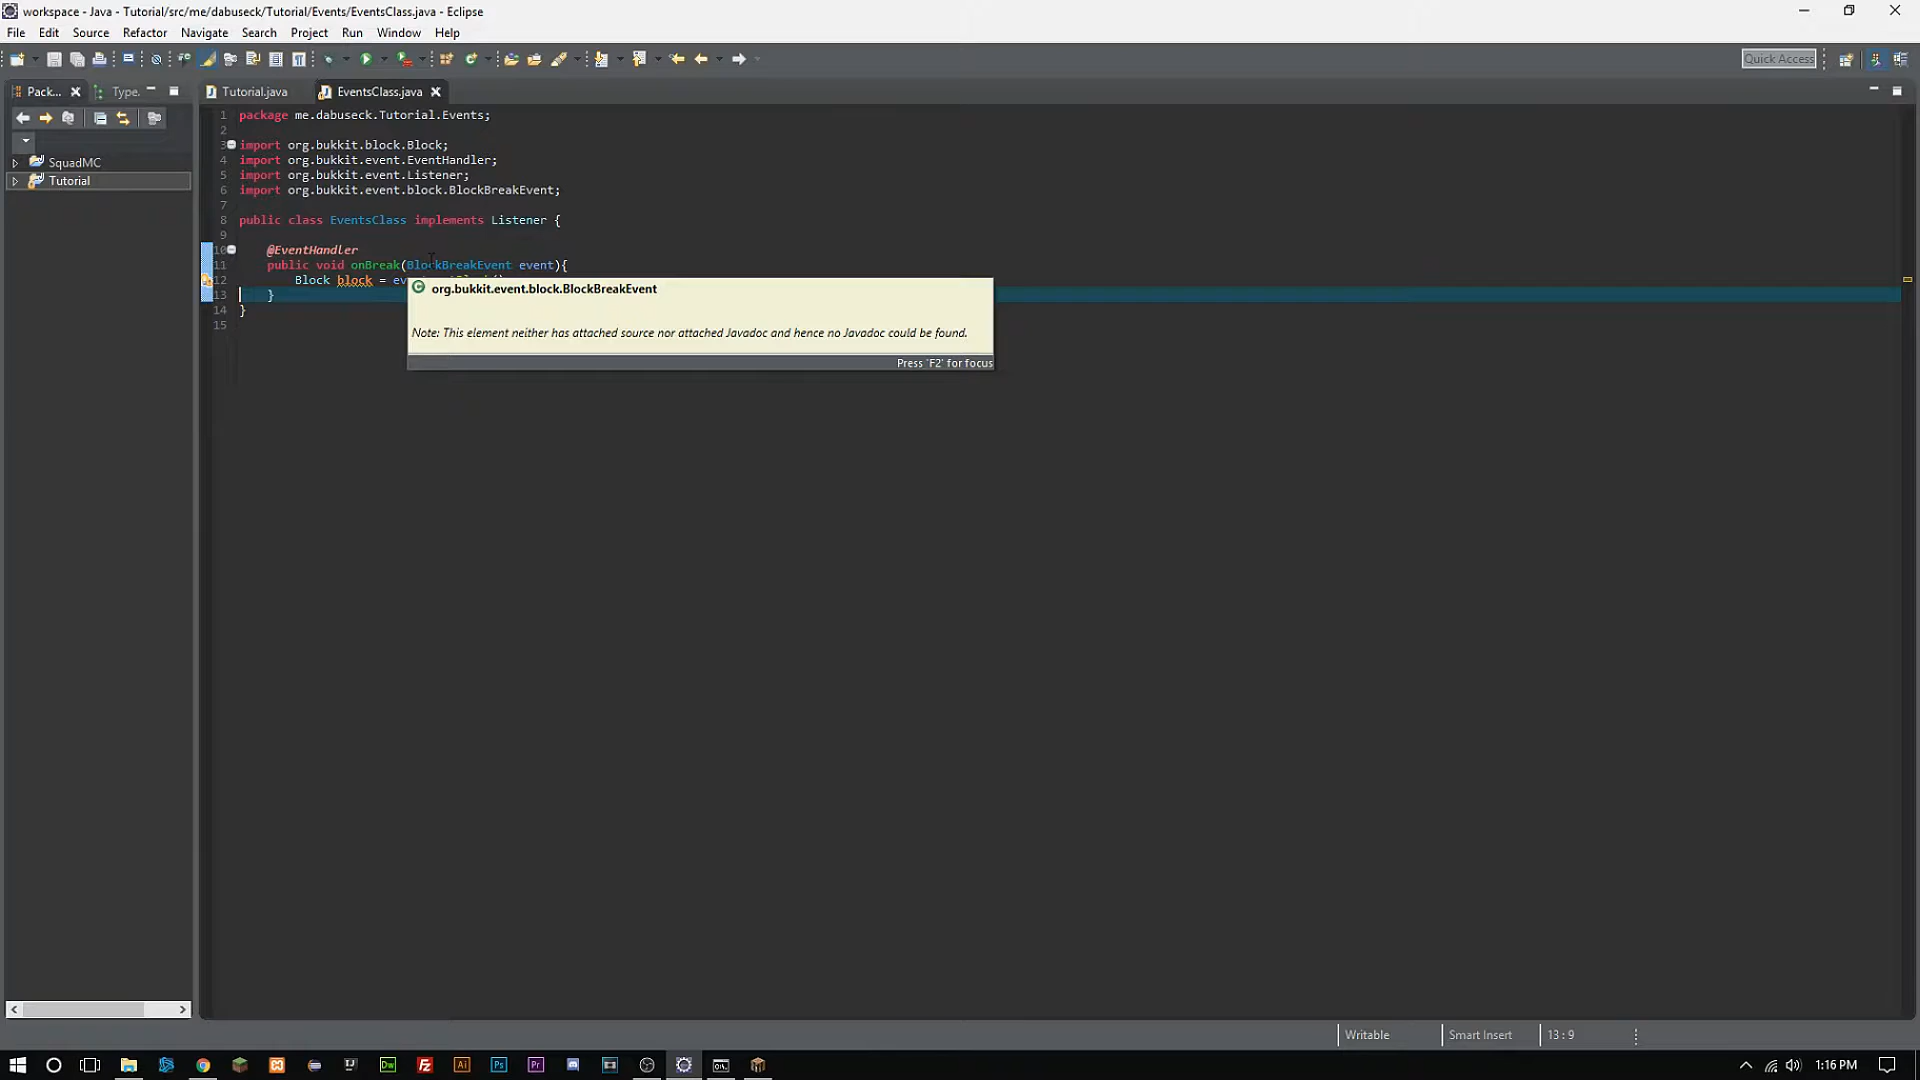 workspace - Java - Tutorial/src/me/dabuseck/Tutorial/Events/EventsClass.java - Eclipse
File Edit Source Refactor Navigate Search Project Run Window Help
Quick Access
Pack... Type.
Tutorial.java EventsClass.java
SquadMC
Tutorial
1 package me.dabuseck.Tutorial.Events;
2
3 import org.bukkit.block.Block;
4 import org.bukkit.event.EventHandler;
5 import org.bukkit.event.Listener;
6 import org.bukkit.event.block.BlockBreakEvent;
7
8 public class EventsClass implements Listener {
9
10 @EventHandler
11 public void onBreak(BlockBreakEvent event){
12 Block block = ev
13 }
14 }
15
org.bukkit.event.block.BlockBreakEvent
Note: This element neither has attached source nor attached Javadoc and hence no Javadoc could be found.
Press 'F2' for focus
Writable Smart Insert 13 : 9
Dw Fz Ai Ps Pr
1:16 PM